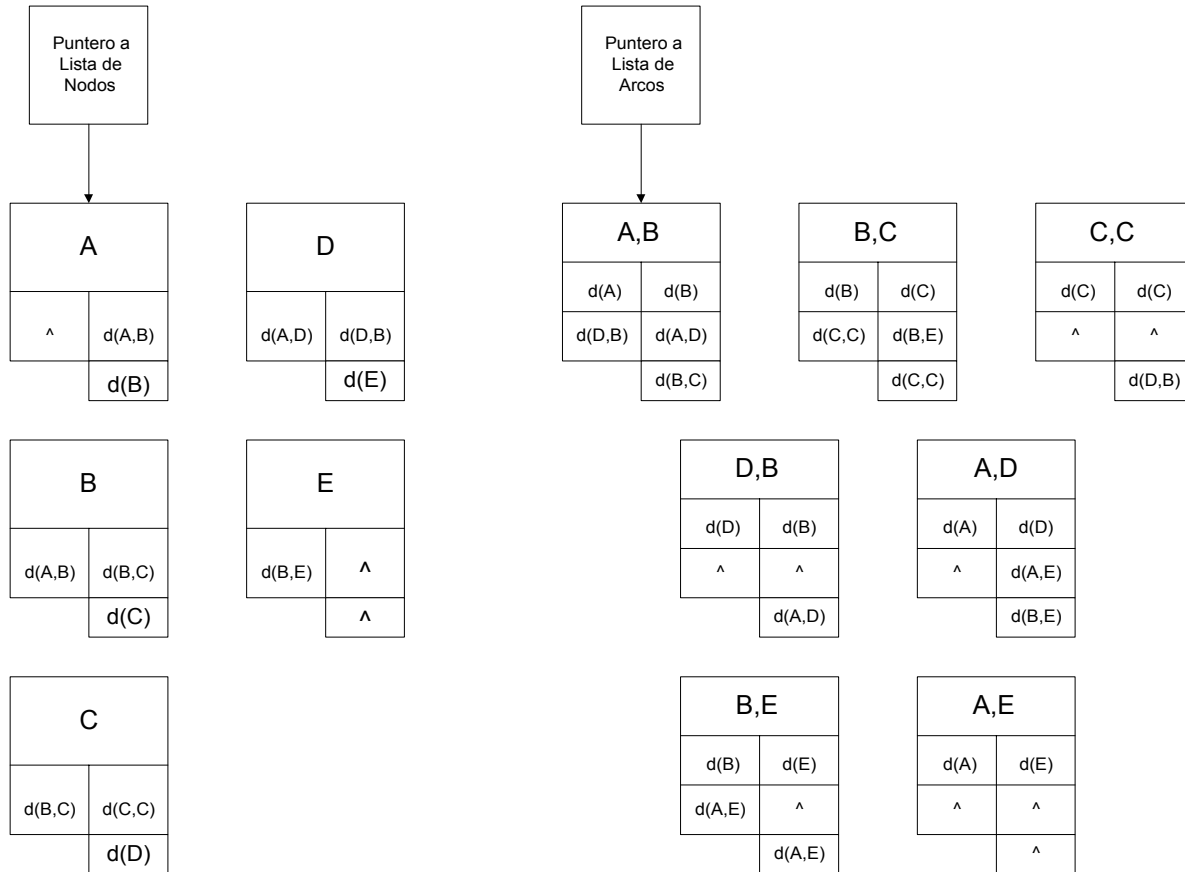 Puntero a
Lista de
Nodos
Puntero a
Lista de
Arcos
A
^ d(A,B)
d(B)
D
d(A,D) d(D,B)
d(E)
A,B
d(A) d(B)
d(D,B) d(A,D)
d(B,C)
B,C
d(B) d(C)
d(C,C) d(B,E)
d(C,C)
C,C
d(C) d(C)
^ ^
d(D,B)
B
d(A,B) d(B,C)
d(C)
E
d(B,E) ^
^
D,B
d(D) d(B)
^ ^
d(A,D)
A,D
d(A) d(D)
^ d(A,E)
d(B,E)
C
d(B,C) d(C,C)
d(D)
B,E
d(B) d(E)
d(A,E) ^
d(A,E)
A,E
d(A) d(E)
^ ^
^